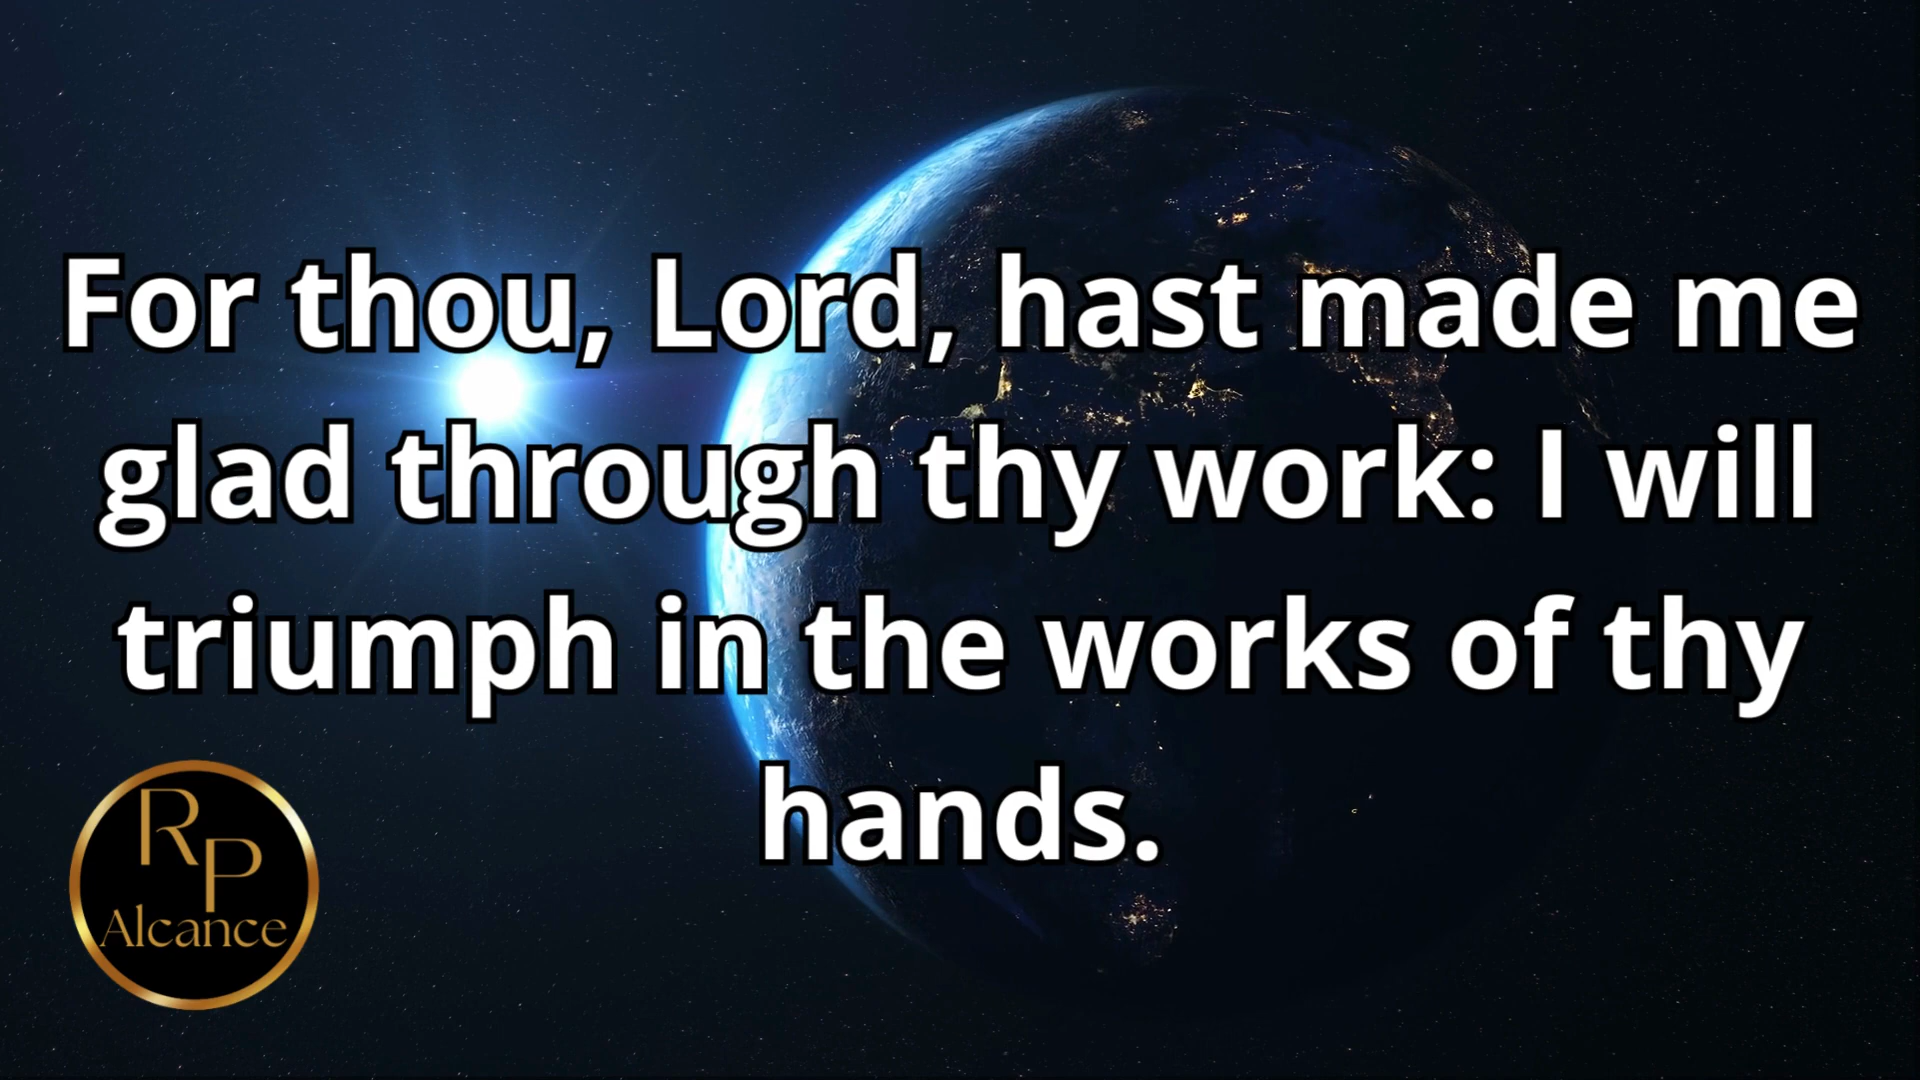 For thou, Lord, hast made me
glad through thy work: I will
triumph in the works of thy
hands.
RP
Alcance